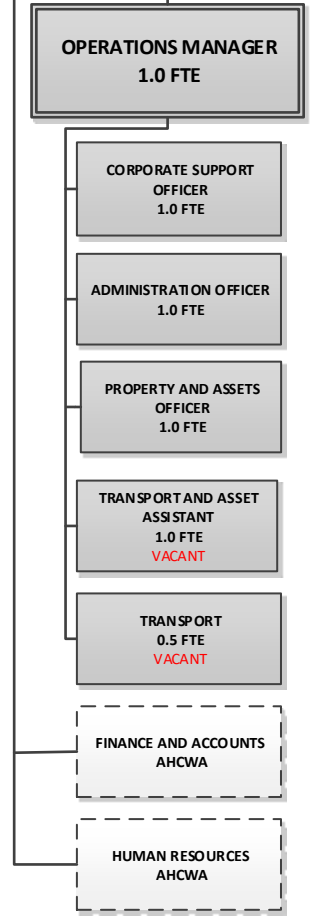 OPERATIONS MANAGER
1.0 FTE
CORPORATE SUPPORT
OFFICER
1.0 FTE
ADMINISTRATION OFFICER
1.0 FTE
PROPERTY AND ASSETS
OFFICER
1.0 FTE
TRANSPORT AND ASSET
ASSISTANT
1.0 FTE
VACANT
TRANSPORT
0.5 FTE
VACANT
FINANCE AND ACCOUNTS
AHCWA
HUMAN RESOURCES
AHCWA